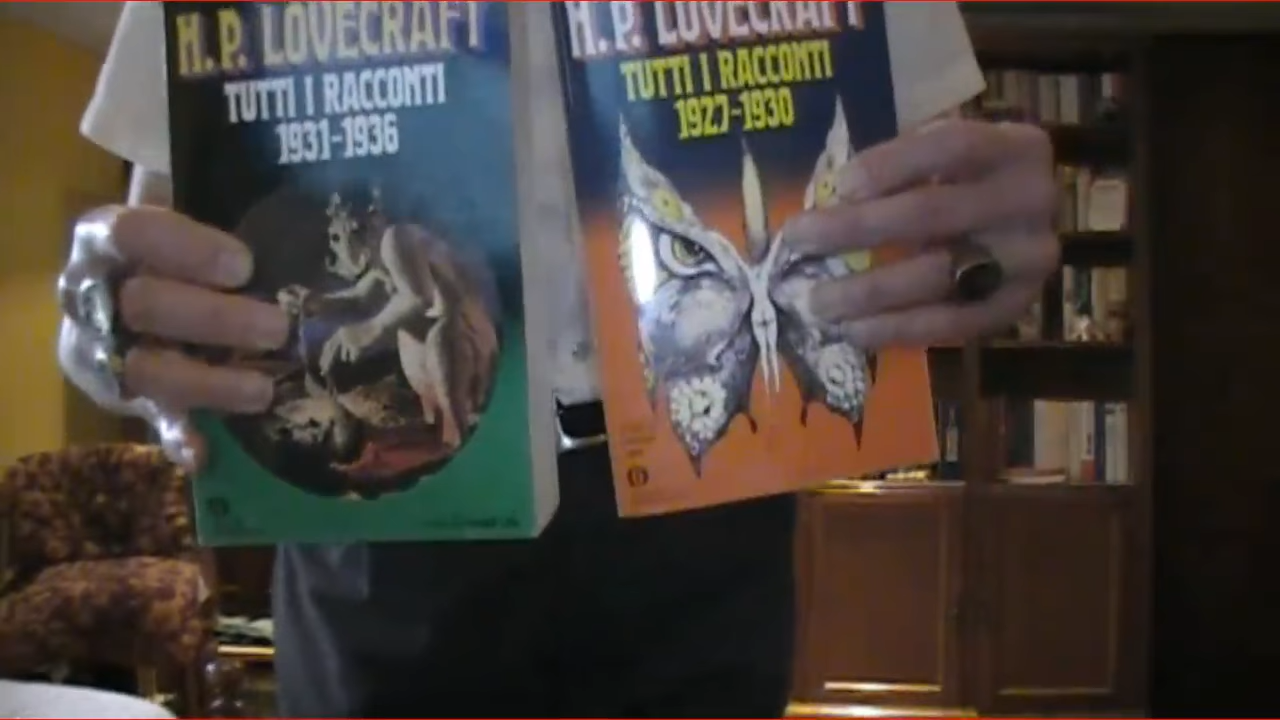 H. P. LOVECRAFT
TUTTI I RACCONTI
1931-1936
H. P. LOVECRAFT
TUTTI I RACCONTI
1927-1930